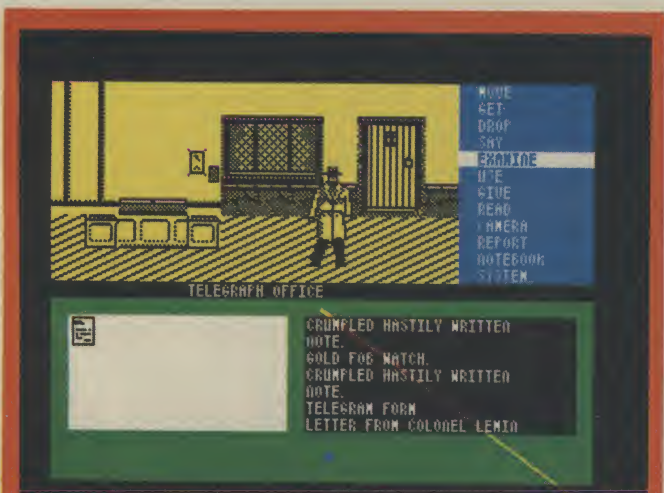 MOVE
GET
DROP
SAY
EXAMINE
USE
GIVE
READ
CAMERA
REPORT
NOTEBOOK
SYSTEM
TELEGRAPH OFFICE
CRUMPLED HASTILY WRITTEN
NOTE.
GOLD FOB WATCH.
CRUMPLED HASTILY WRITTEN
NOTE.
TELEGRAM FORM
LETTER FROM COLONEL LEWIN